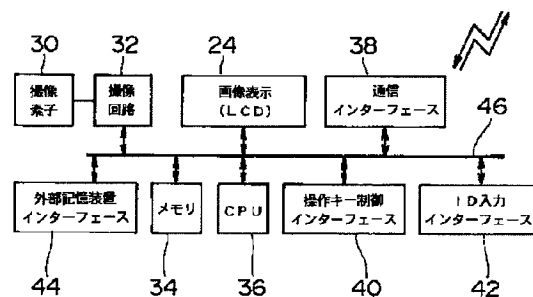 30
32
24
38
撮像
素子
撮像
回路
画像表示
(LCD)
通信
インターフェース
46
外部記憶装置
インターフェース
メモリ
CPU
操作キー制御
インターフェース
ID入力
インターフェース
44
34
36
40
42